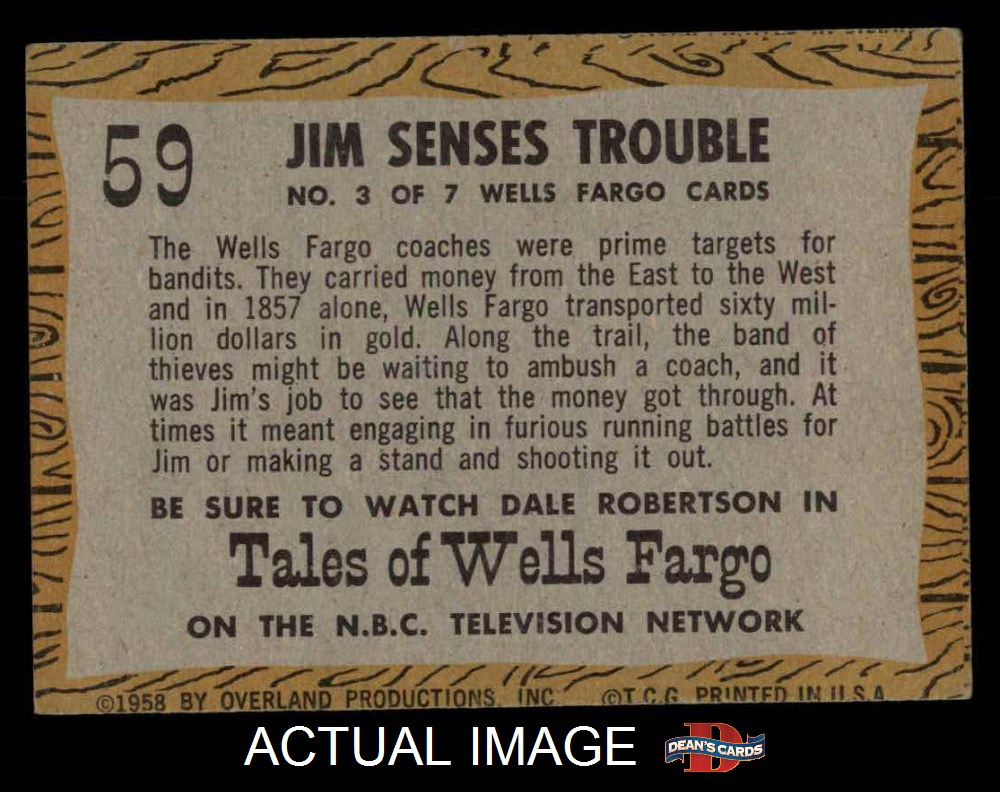 59
JIM SENSES TROUBLE
NO. 3 OF 7 WELLS FARGO CARDS
The Wells Fargo coaches were prime targets for
bandits. They carried money from the East to the West
and in 1857 alone, Wells Fargo transported sixty mil-
lion dollars in gold. Along the trail, the band of
thieves might be waiting to ambush a coach, and it
was Jim's job to see that the money got through. At
times it meant engaging in furious running battles for
Jim or making a stand and shooting it out.
BE SURE TO WATCH DALE ROBERTSON IN
Tales of Wells Fargo
ON THE N.B.C. TELEVISION NETWORK
©1958 BY OVERLAND PRODUCTIONS, INC. ©T.C.G. PRINTED IN U.S.A.
ACTUAL IMAGE
D
DEAN'S CARDS